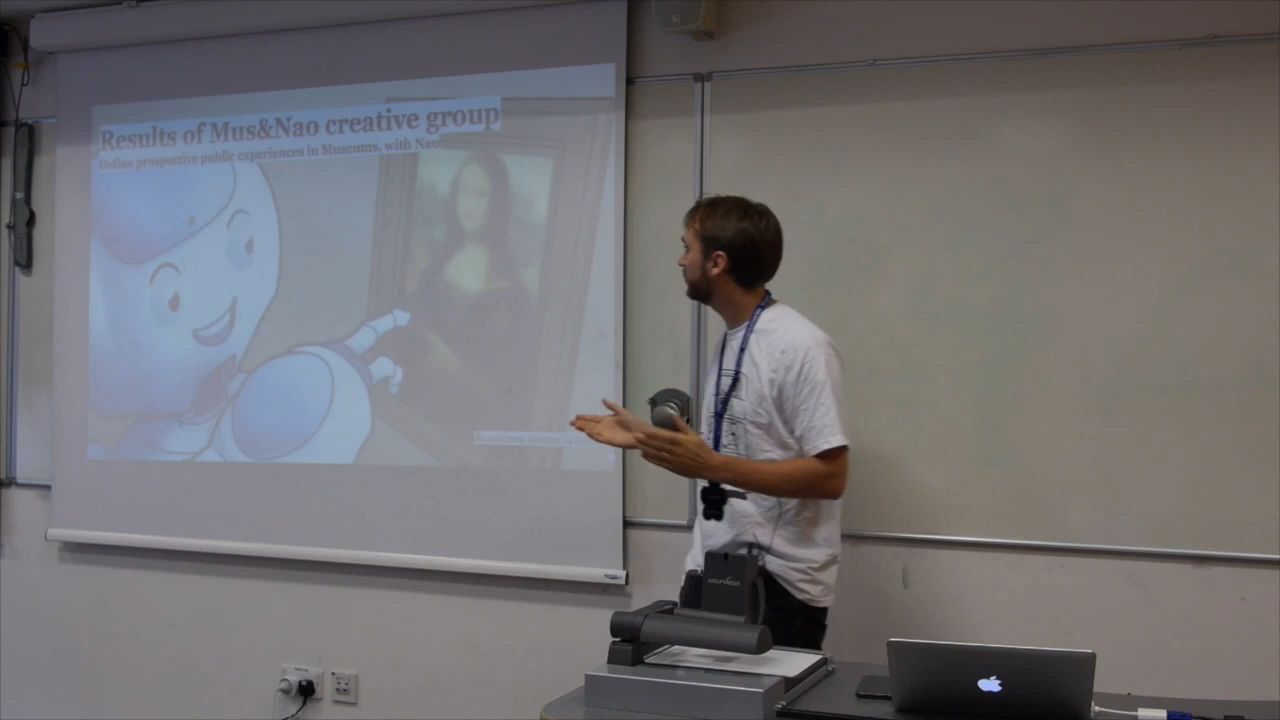 Results of Mus&Nao creative group
Define prospective public experiences in Museums, with Nao